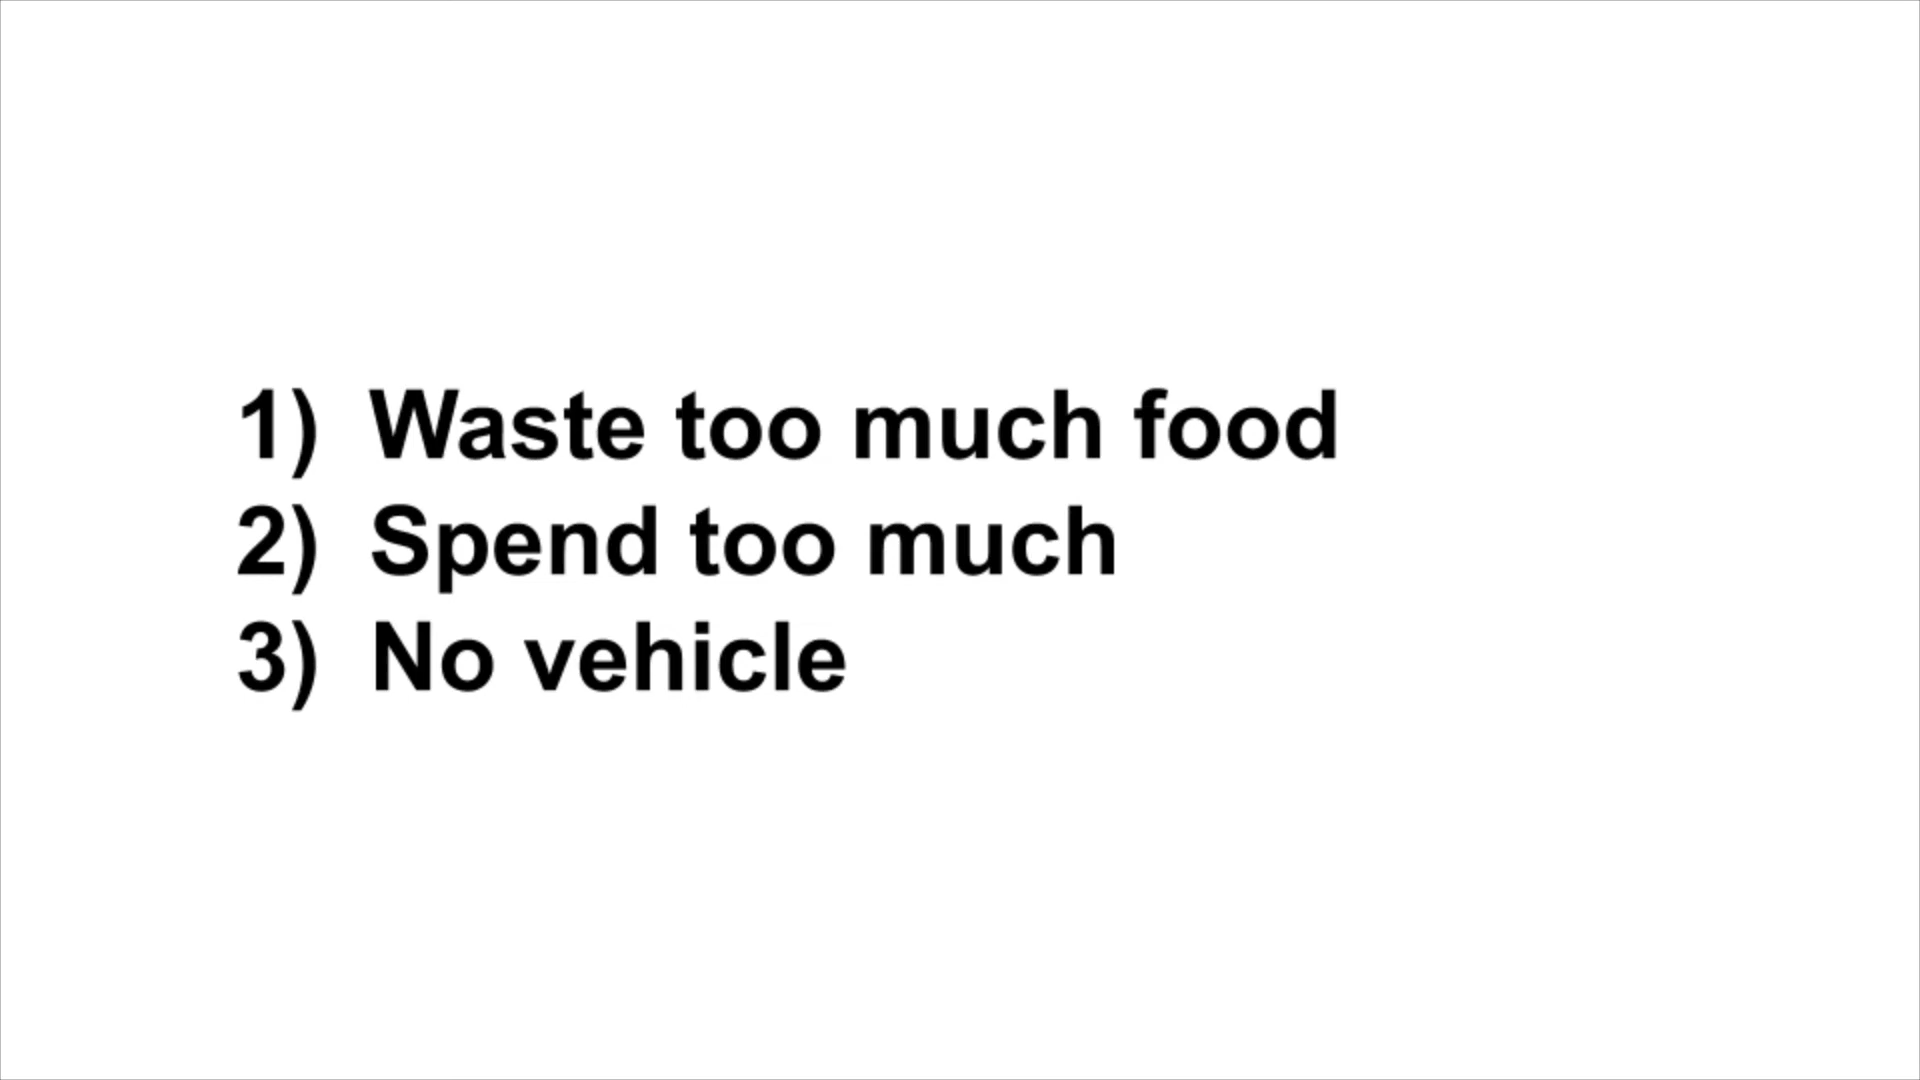 1) Waste too much food
2) Spend too much
3) No vehicle